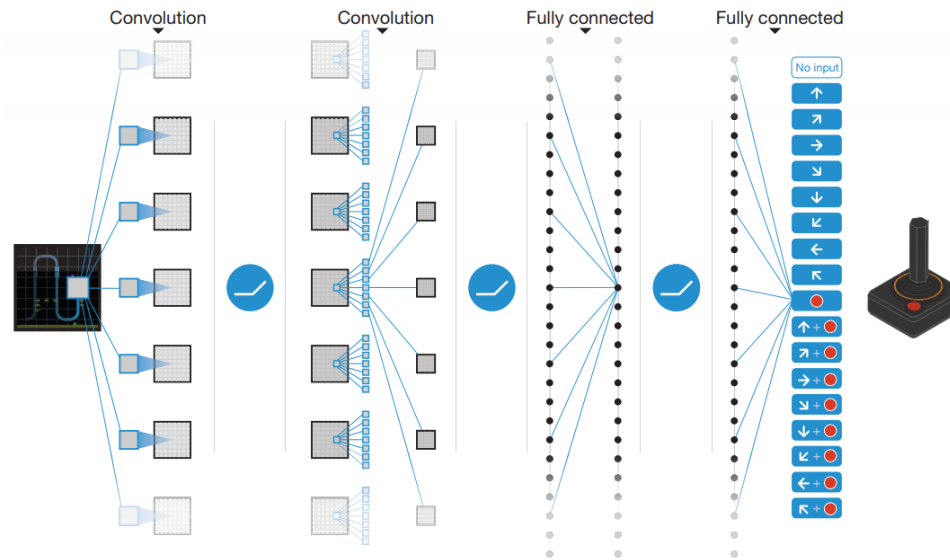 Convolution
Convolution
Fully connected
Fully connected
No input
+
+
+
+
+
+
+
+